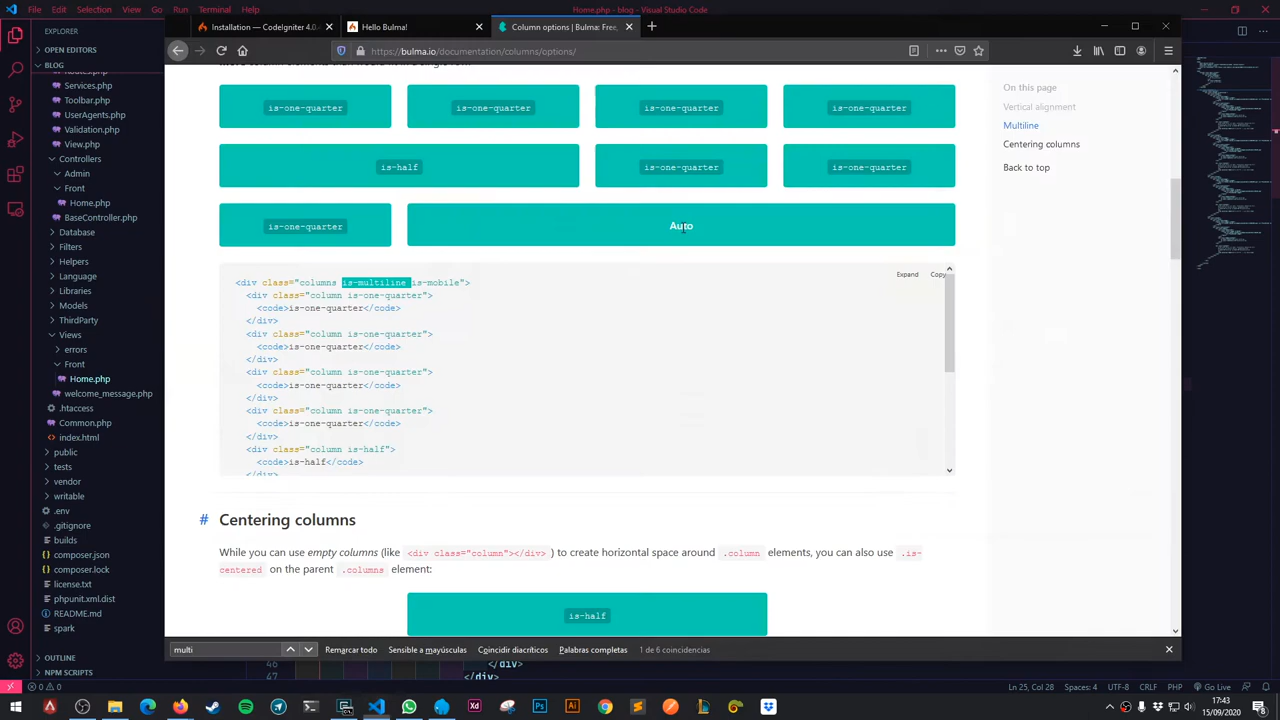 File Edit Selection View Go Run Terminal Help
Home.php - blog - Visual Studio Code
Installation — CodeIgniter 4.0.
Hello Bulma!
Column options | Bulma: Free,
https://bulma.io/documentation/columns/options/
EXPLORER
OPEN EDITORS
BLOG
Routes.php
Services.php
Toolbar.php
UserAgents.php
Validation.php
View.php
Controllers
Admin
Front
Home.php
BaseController.php
Database
Filters
Helpers
Language
Libraries
Models
ThirdParty
Views
errors
Front
Home.php
welcome_message.php
.htaccess
Common.php
index.html
public
tests
vendor
writable
.env
.gitignore
builds
composer.json
composer.lock
license.txt
phpunit.xml.dist
README.md
spark
OUTLINE
NPM SCRIPTS
is-one-quarter is-one-quarter is-one-quarter is-one-quarter
is-half is-one-quarter is-one-quarter
is-one-quarter Auto
Expand Copy
<div class="columns is-multiline is-mobile">
<div class="column is-one-quarter">
<code>is-one-quarter</code>
</div>
<div class="column is-one-quarter">
<code>is-one-quarter</code>
</div>
<div class="column is-one-quarter">
<code>is-one-quarter</code>
</div>
<div class="column is-one-quarter">
<code>is-one-quarter</code>
</div>
<div class="column is-half">
<code>is-half</code>
</div>
# Centering columns
While you can use empty columns (like <div class="column"></div> ) to create horizontal space around .column elements, you can also use .is-
centered on the parent .columns element:
is-half
On this page
Vertical alignment
Multiline
Centering columns
Back to top
multi
Remarcar todo Sensible a mayúsculas Coincidir diacríticos Palabras completas 1 de 6 coincidencias
46 </div>
47 </div>
0 0
Ln 25, Col 28 Spaces: 4 UTF-8 CRLF PHP Go Live
17:43
15/09/2020